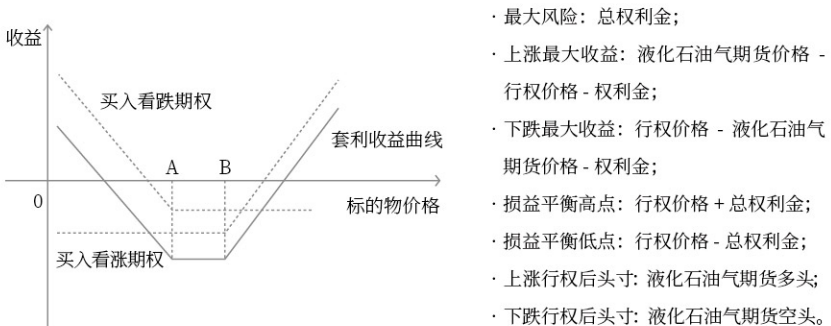 收益
买入看跌期权
套利收益曲线
A
B
0
标的物价格
买入看涨期权
· 最大风险：总权利金；
· 上涨最大收益：液化石油气期货价格 -
行权价格 - 权利金；
· 下跌最大收益：行权价格 - 液化石油气
期货价格 - 权利金；
· 损益平衡高点：行权价格 + 总权利金；
· 损益平衡低点：行权价格 - 总权利金；
· 上涨行权后头寸：液化石油气期货多头；
· 下跌行权后头寸：液化石油气期货空头。